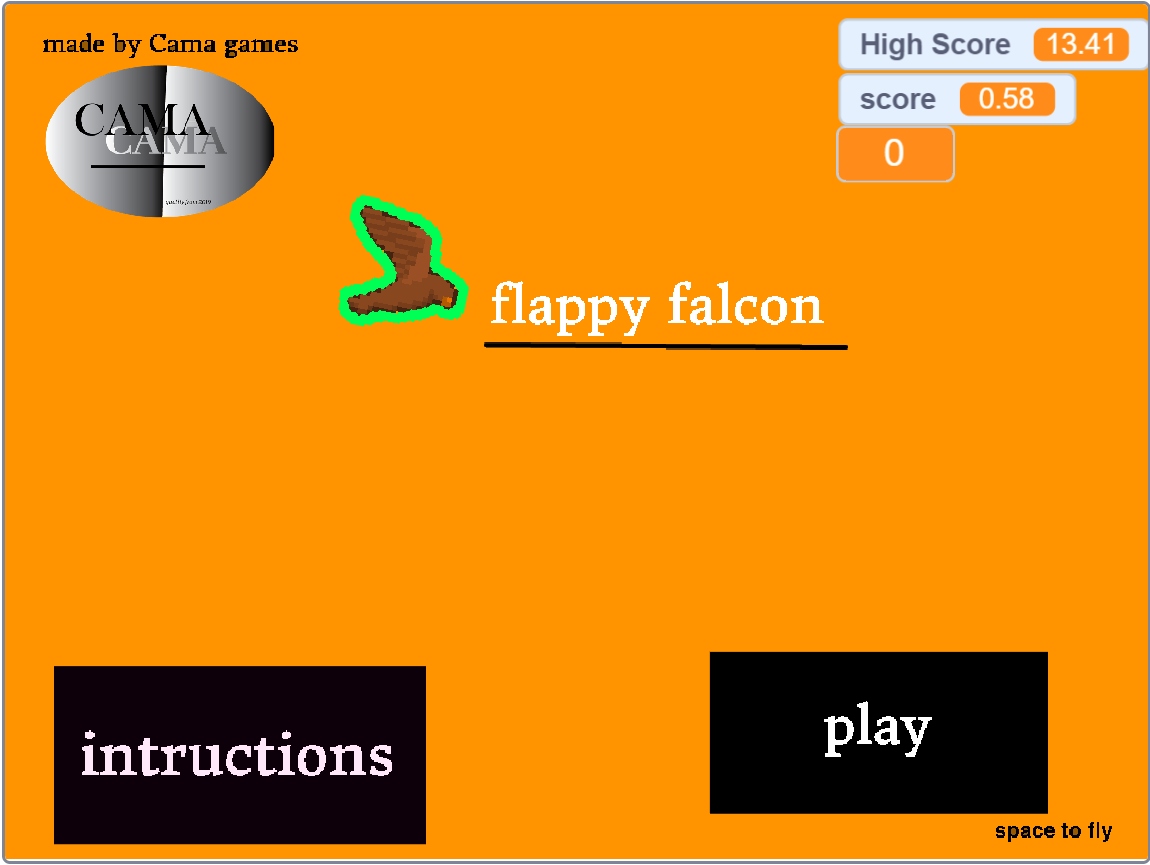 made by Cama games
High Score 13.41
score 0.58
0
CAMA
CAMA
flappy falcon
intructions
play
space to fly